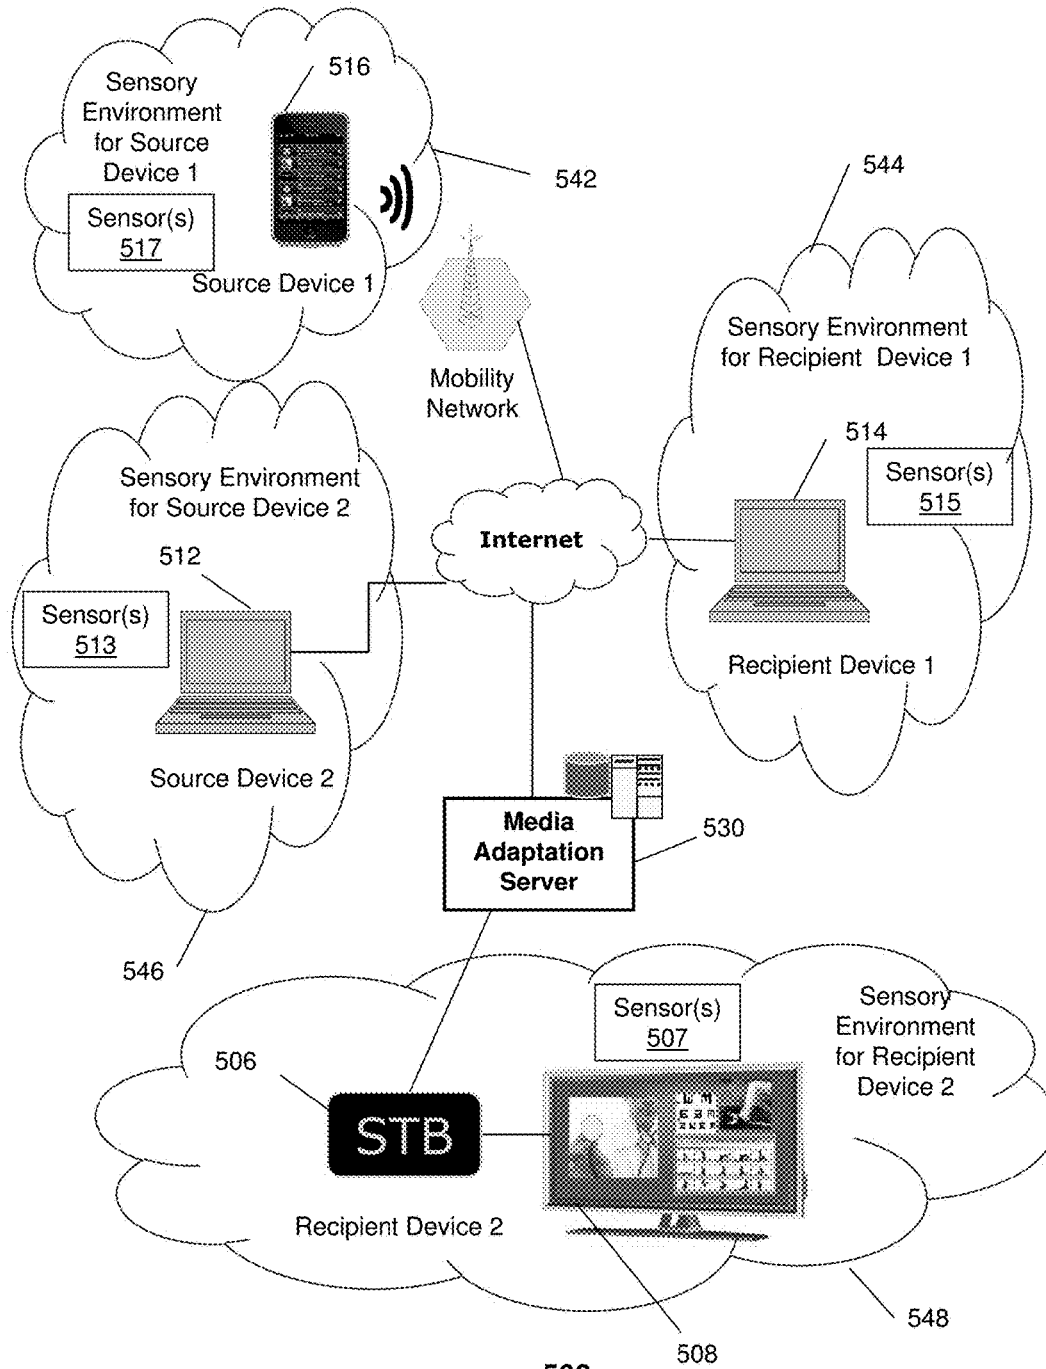 516
Sensory
Environment
for Source
Device 1
Sensor(s)
517
Source Device 1
542
544
Mobility
Network
Sensory Environment
for Recipient Device 1
514
Sensor(s)
515
Recipient Device 1
Internet
Sensory Environment
for Source Device 2
512
Sensor(s)
513
Source Device 2
546
Media
Adaptation
Server
530
Sensor(s)
507
Sensory
Environment
for Recipient
Device 2
506
STB
Recipient Device 2
548
508